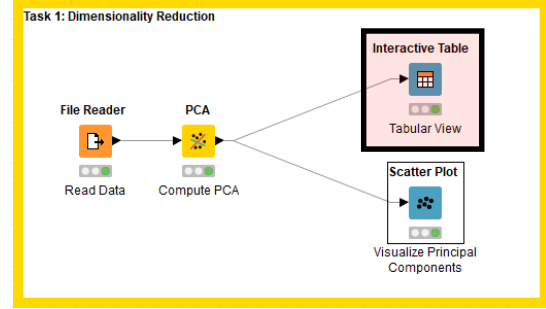 Task 1: Dimensionality Reduction
Interactive Table
Tabular View
File Reader
Read Data
PCA
Compute PCA
Scatter Plot
Visualize Principal
Components